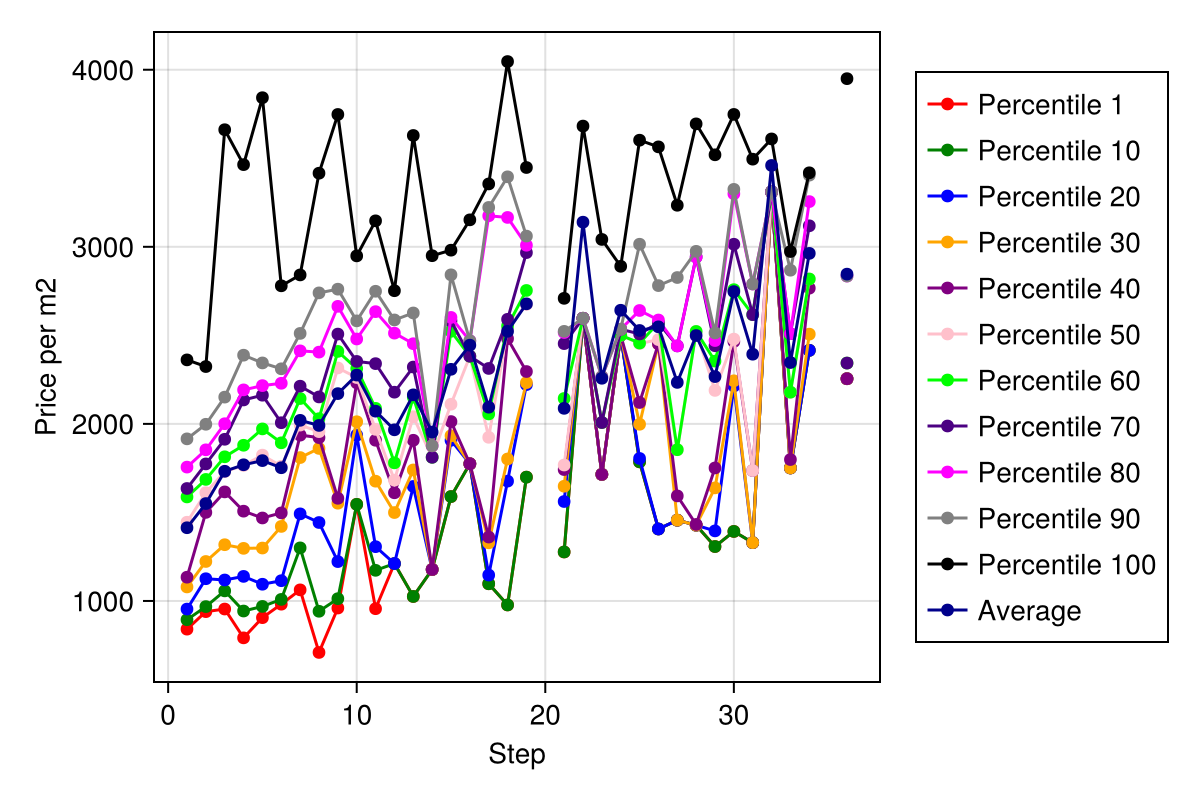 4000
3000
2000
1000
Price per m2
0
10
20
30
Step
Percentile 1
Percentile 10
Percentile 20
Percentile 30
Percentile 40
Percentile 50
Percentile 60
Percentile 70
Percentile 80
Percentile 90
Percentile 100
Average